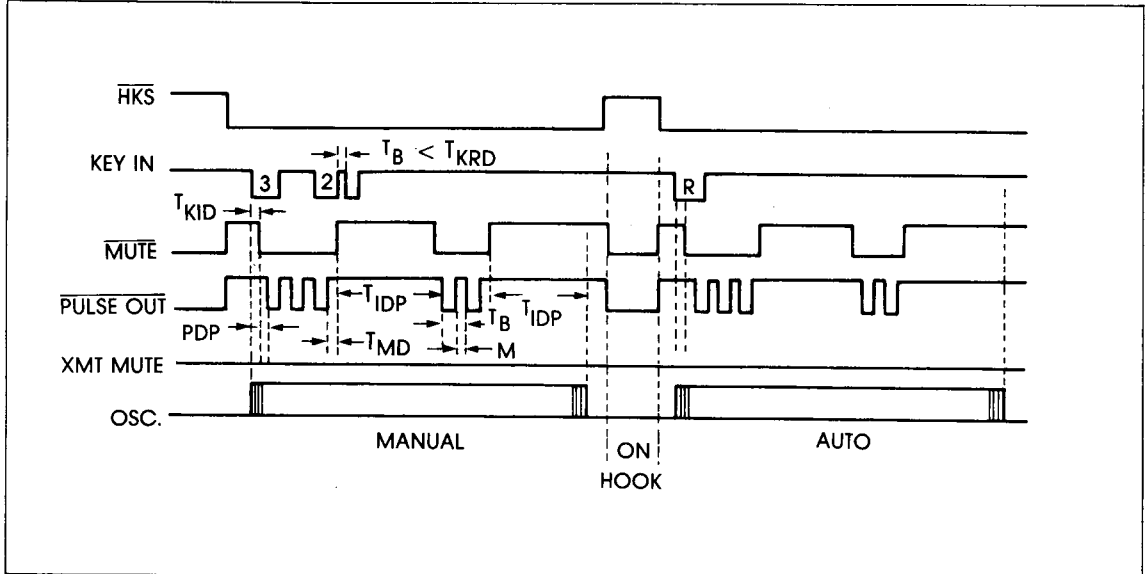 HKS
KEY IN
3
2
T_B < T_KRD
R
T_KID
MUTE
PULSE OUT
T_IDP
T_B
T_IDP
PDP
T_MD
M
XMT MUTE
OSC.
MANUAL
ON
HOOK
AUTO